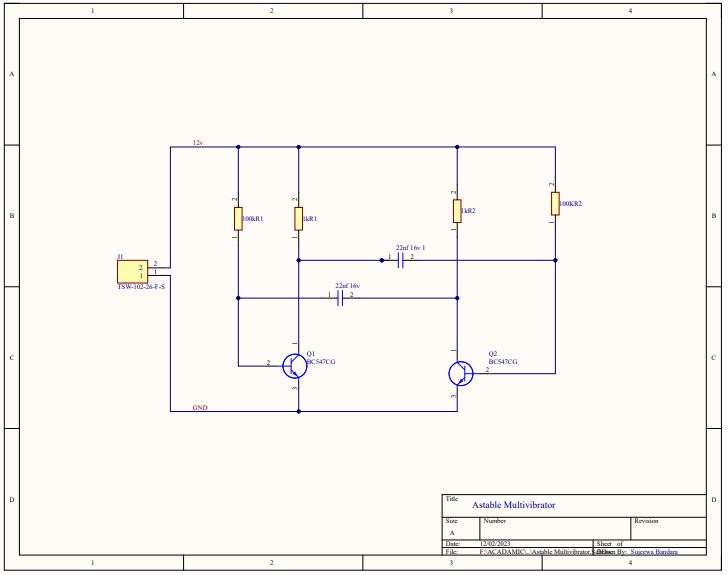 1 2 3 4
A A
12v
2 2 2 2
B 100kR1 1kR1 1kR2 100KR2 B
1 1 1 1
J1
2 2
1 1
TSW-102-26-F-S
22nf 16v 1
1 2
22nf 16v
1 2
1 1
C Q1 Q2 C
BC547CG BC547CG
2 2
3 3
GND
D D
Title
Astable Multivibrator
Size Number Revision
A
Date: 12/02/2023 Sheet of
File: F:\ACADAMIC\...\Astable Multivibrator. By: Sujeewa Bandara
1 2 3 4